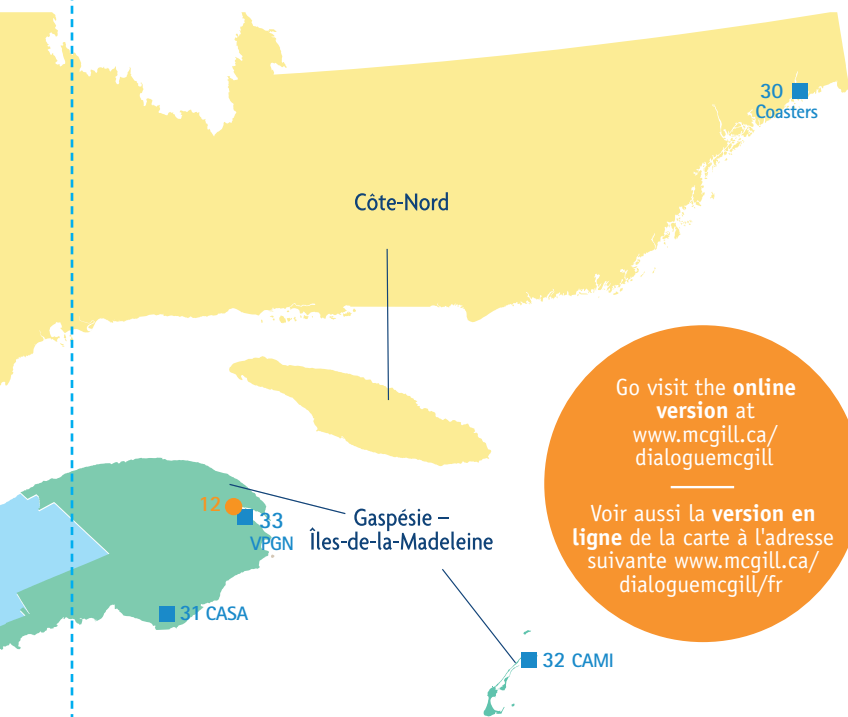 30
Coasters
Côte-Nord
Go visit the online
version at
www.mcgill.ca/
dialoguemcgill
Voir aussi la version en
ligne de la carte à l'adresse
suivante www.mcgill.ca/
dialoguemcgill/fr
12
33
VPGN
Gaspésie –
Îles-de-la-Madeleine
31 CASA
32 CAMI